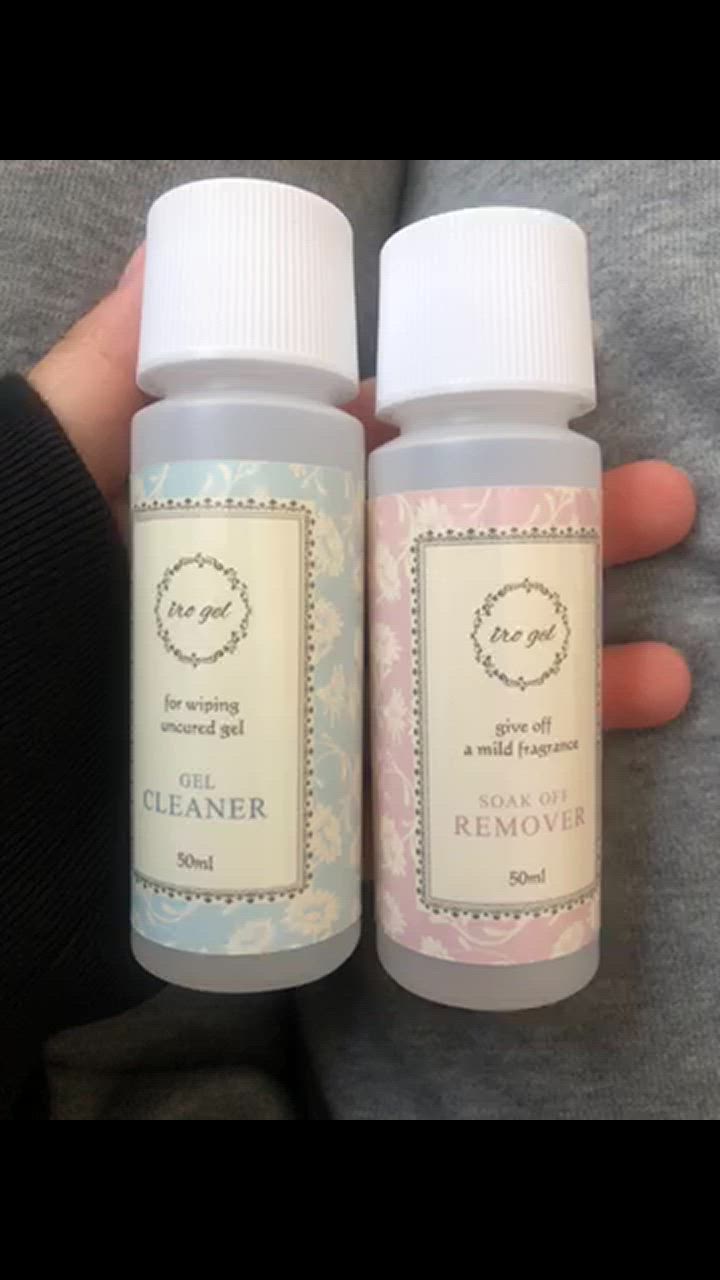 iro gel
for wiping
uncured gel
GEL
CLEANER
50ml
iro gel
give off
a mild fragrance
SOAK OFF
REMOVER
50ml